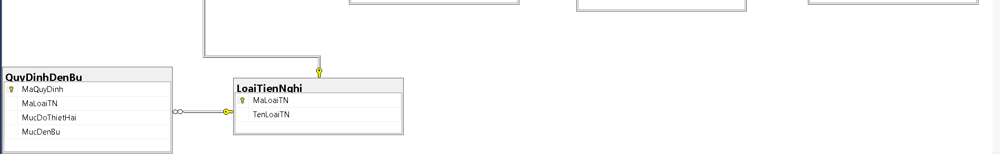 QuyDinhDenBu
MaQuyDinh
MaLoaiTN
MucDoThietHai
MucDenBu
LoaiTienNghi
MaLoaiTN
TenLoaiTN